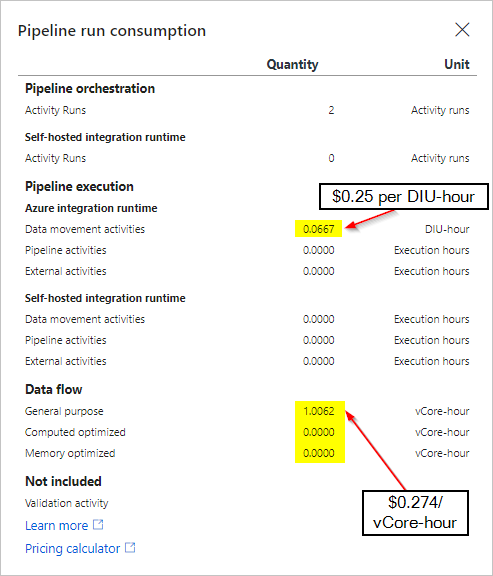 Pipeline run consumption
Quantity Unit
Pipeline orchestration
Activity Runs 2 Activity runs
Self-hosted integration runtime
Activity Runs 0 Activity runs
Pipeline execution
$0.25 per DIU-hour
Azure integration runtime
Data movement activities 0.0667 DIU-hour
Pipeline activities 0.0000 Execution hours
External activities 0.0000 Execution hours
Self-hosted integration runtime
Data movement activities 0.0000 Execution hours
Pipeline activities 0.0000 Execution hours
External activities 0.0000 Execution hours
Data flow
General purpose 1.0062 vCore-hour
Computed optimized 0.0000 vCore-hour
Memory optimized 0.0000 vCore-hour
Not included
Validation activity
$0.274/
vCore-hour
Learn more
Pricing calculator